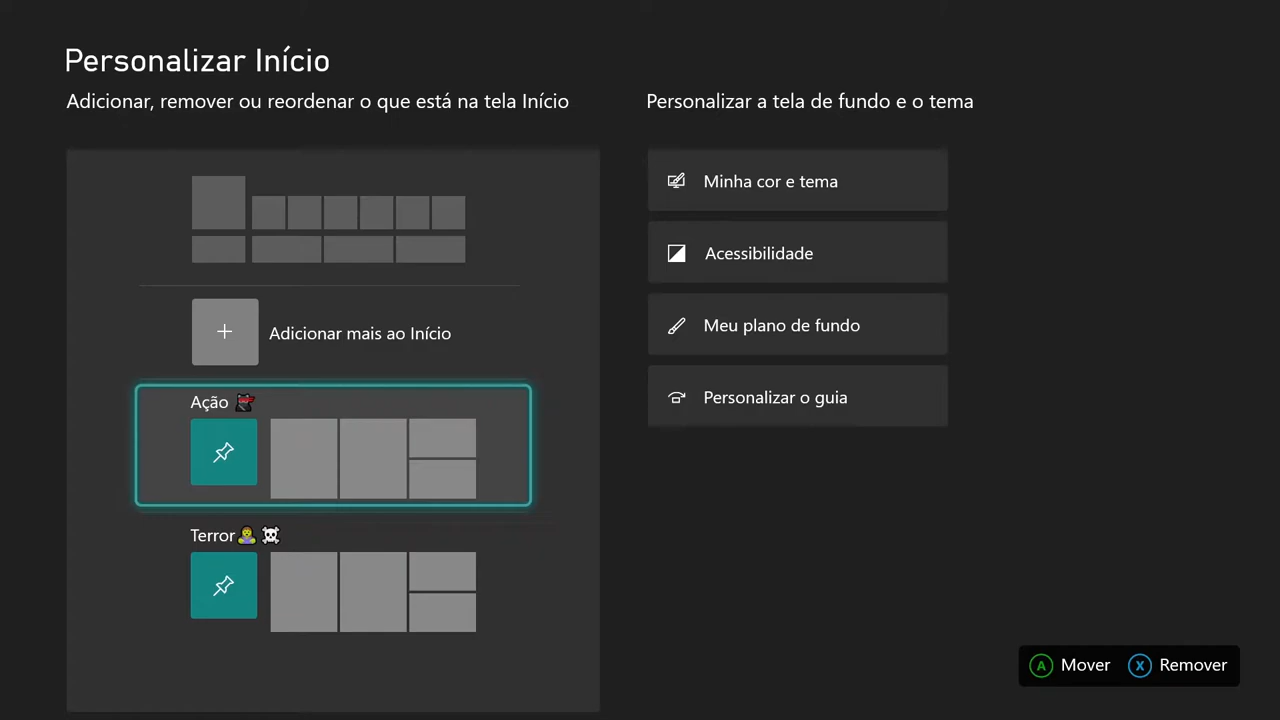 Personalizar Início
Adicionar, remover ou reordenar o que está na tela Início
Adicionar mais ao Início
Ação
Terror
Personalizar a tela de fundo e o tema
Minha cor e tema
Acessibilidade
Meu plano de fundo
Personalizar o guia
A Mover X Remover